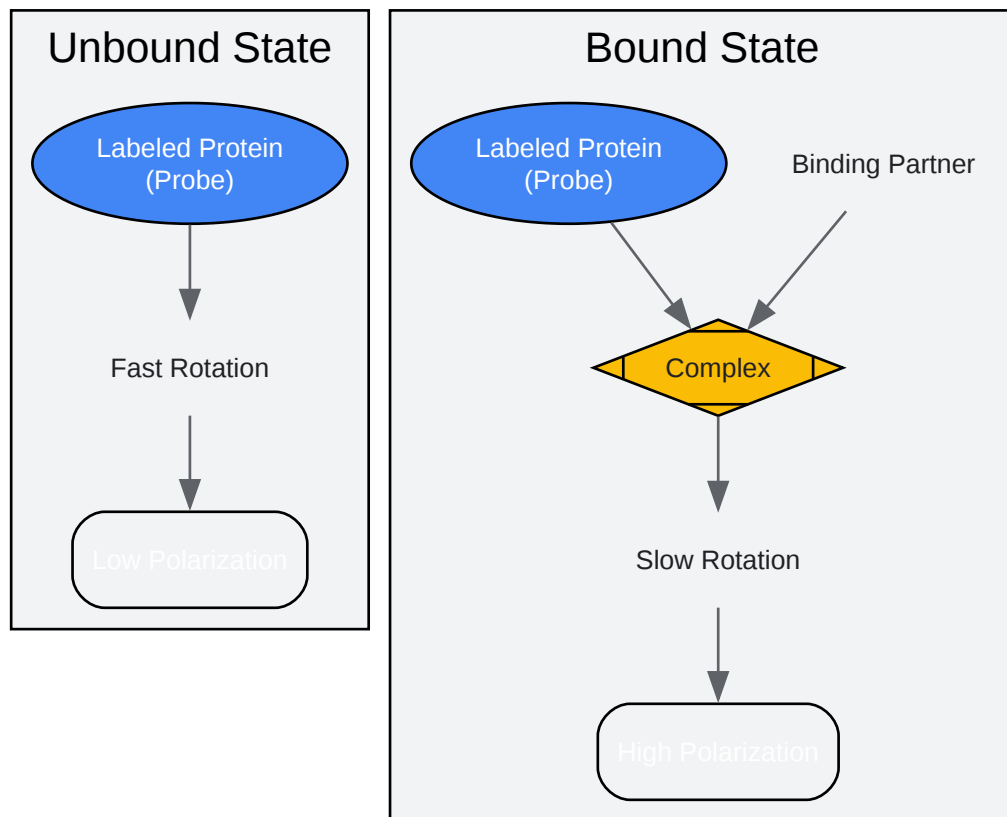 Unbound State
Labeled Protein
(Probe)
Fast Rotation
Low Polarization
Bound State
Labeled Protein
(Probe)
Binding Partner
Complex
Slow Rotation
High Polarization